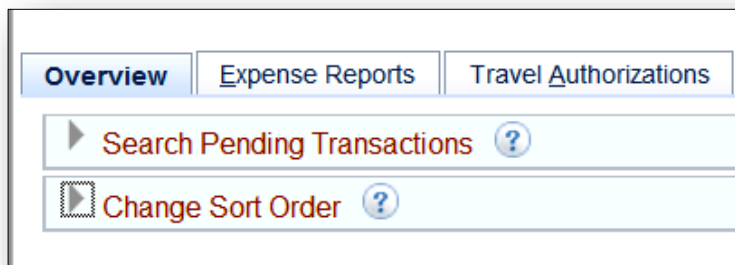 Overview Expense Reports Travel Authorizations
Search Pending Transactions ?
Change Sort Order ?